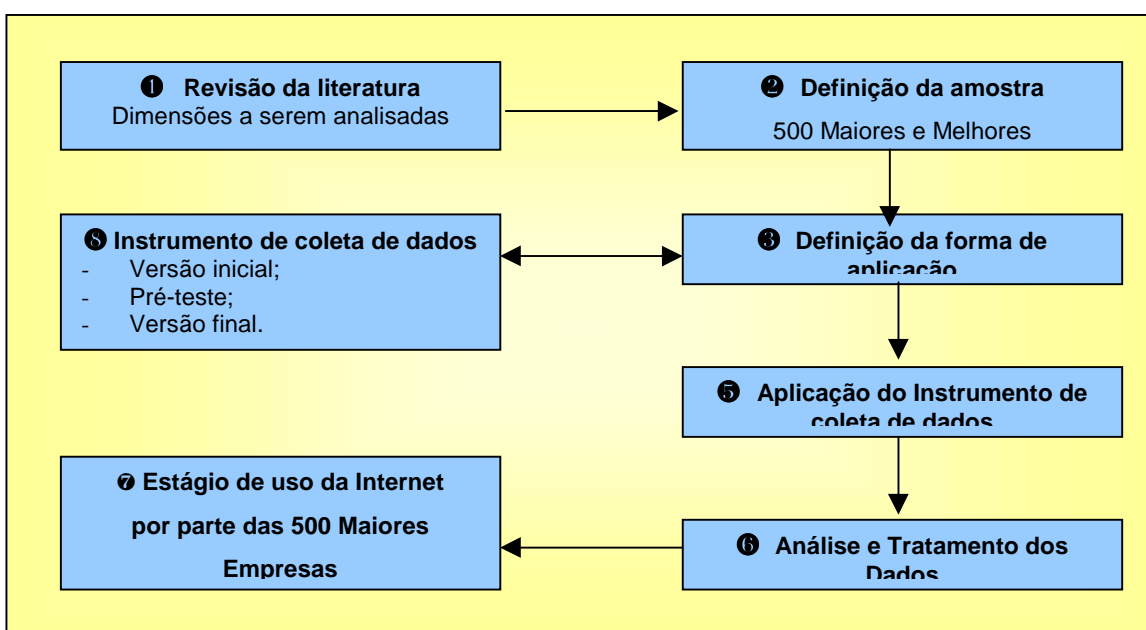 ❶ Revisão da literatura
Dimensões a serem analisadas
❷ Definição da amostra
500 Maiores e Melhores
❽ Instrumento de coleta de dados
- Versão inicial;
- Pré-teste;
- Versão final.
❸ Definição da forma de
aplicação
❺ Aplicação do Instrumento de
coleta de dados
❼ Estágio de uso da Internet
por parte das 500 Maiores
Empresas
❻ Análise e Tratamento dos
Dados